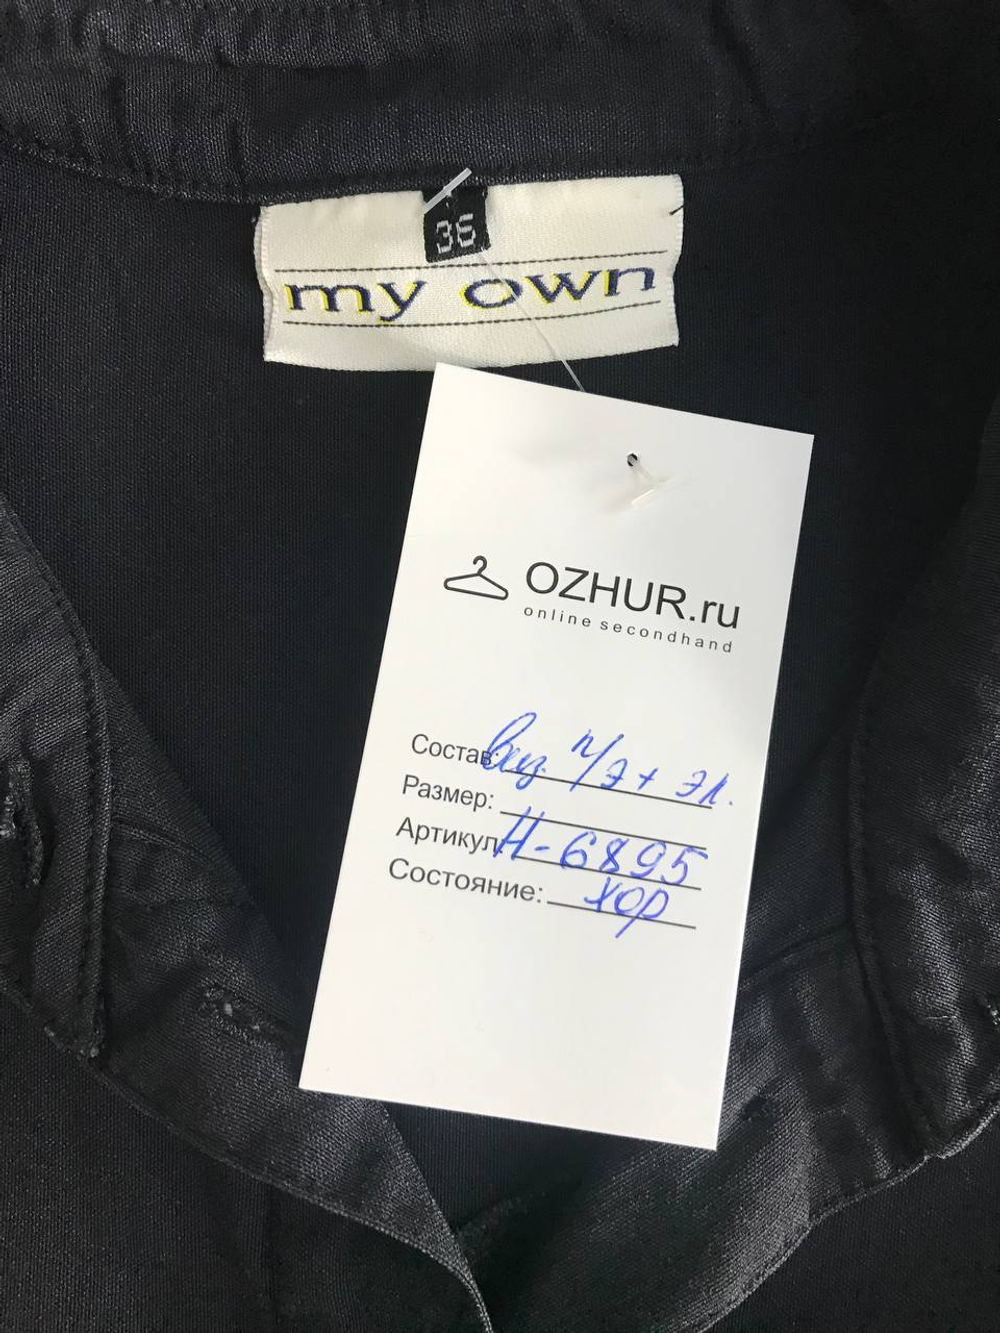 36
my own
OZHUR.ru
online secondhand
Состав: Виз. п/э + эл.
Размер:
Артикул Н-6895
Состояние: хор